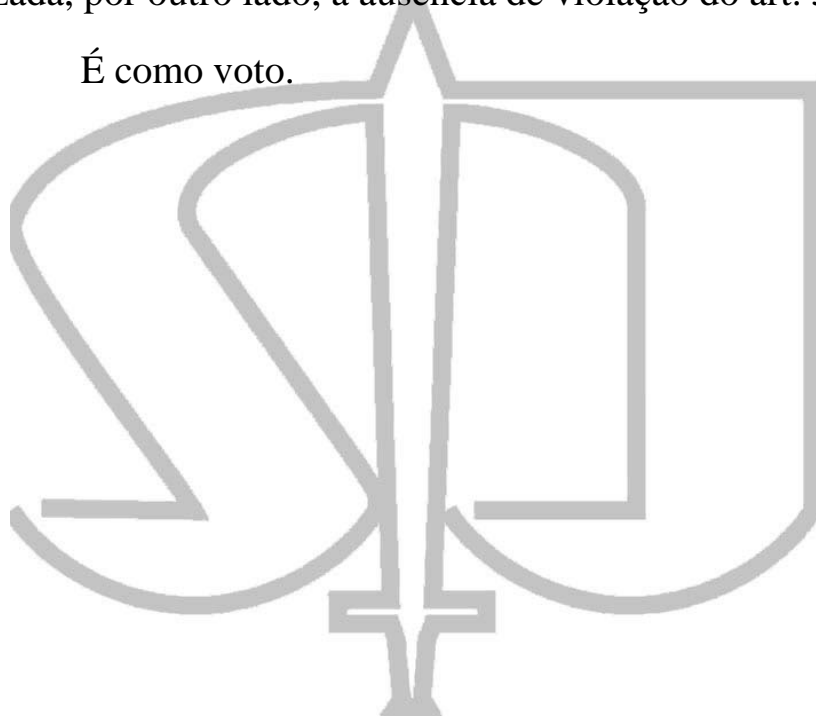 por outro lado, a ausência de violação do art.
É como voto.